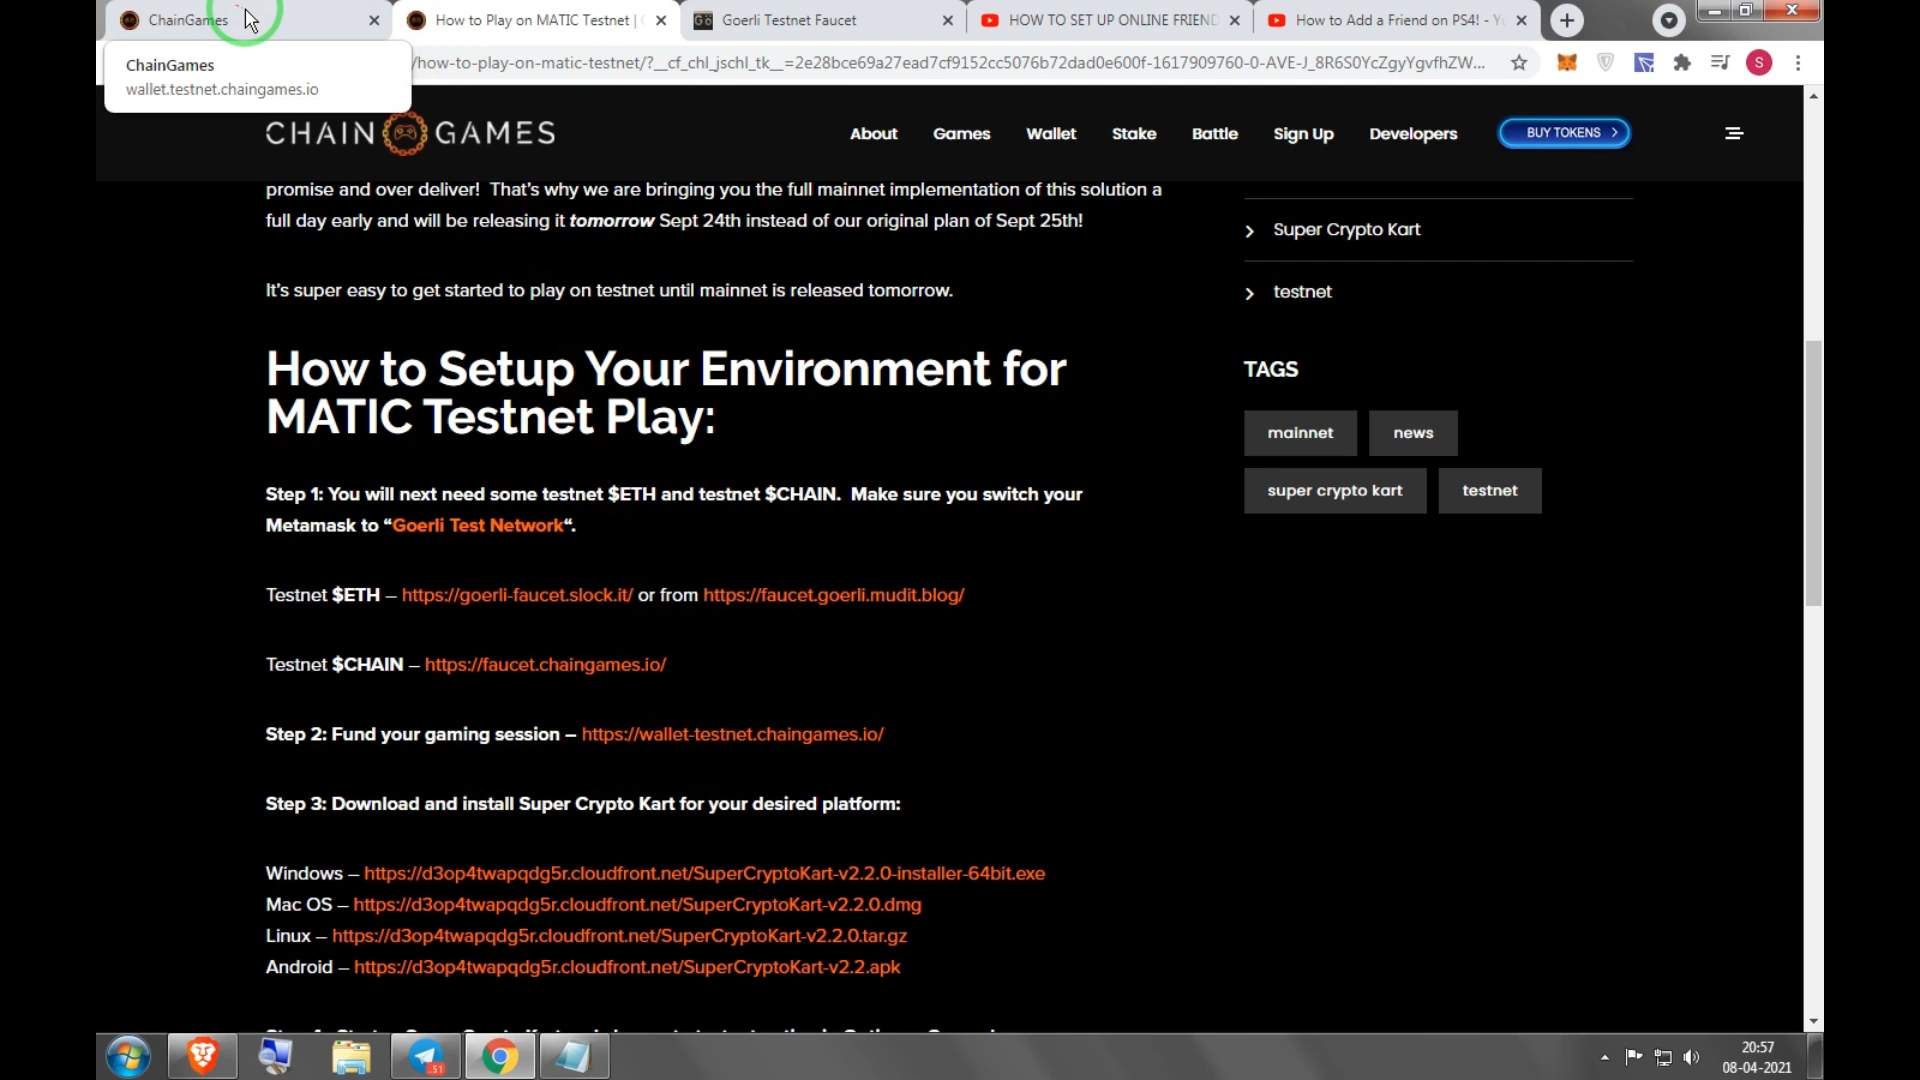 ChainGames
How to Play on MATIC Testnet |
Goerli Testnet Faucet
HOW TO SET UP ONLINE FRIEND
How to Add a Friend on PS4! - Yo
/how-to-play-on-matic-testnet/?__cf_chl_jschl_tk__=2e28bce69a27ead7cf9152cc5076b72dad0e600f-1617909760-0-AVE-J_8R6S0YcZgyYgvfhZW...
S
ChainGames
wallet.testnet.chaingames.io
CHAIN GAMES
About
Games
Wallet
Stake
Battle
Sign Up
Developers
BUY TOKENS >
promise and over deliver!  That's why we are bringing you the full mainnet implementation of this solution a
full day early and will be releasing it tomorrow Sept 24th instead of our original plan of Sept 25th!
It's super easy to get started to play on testnet until mainnet is released tomorrow.
How to Setup Your Environment for
MATIC Testnet Play:
Step 1: You will next need some testnet $ETH and testnet $CHAIN.  Make sure you switch your
Metamask to “Goerli Test Network“.
Testnet $ETH – https://goerli-faucet.slock.it/ or from https://faucet.goerli.mudit.blog/
Testnet $CHAIN – https://faucet.chaingames.io/
Step 2: Fund your gaming session – https://wallet-testnet.chaingames.io/
Step 3: Download and install Super Crypto Kart for your desired platform:
Windows – https://d3op4twapqdg5r.cloudfront.net/SuperCryptoKart-v2.2.0-installer-64bit.exe
Mac OS – https://d3op4twapqdg5r.cloudfront.net/SuperCryptoKart-v2.2.0.dmg
Linux – https://d3op4twapqdg5r.cloudfront.net/SuperCryptoKart-v2.2.0.tar.gz
Android – https://d3op4twapqdg5r.cloudfront.net/SuperCryptoKart-v2.2.apk
Super Crypto Kart
testnet
TAGS
mainnet
news
super crypto kart
testnet
51
20:57
08-04-2021